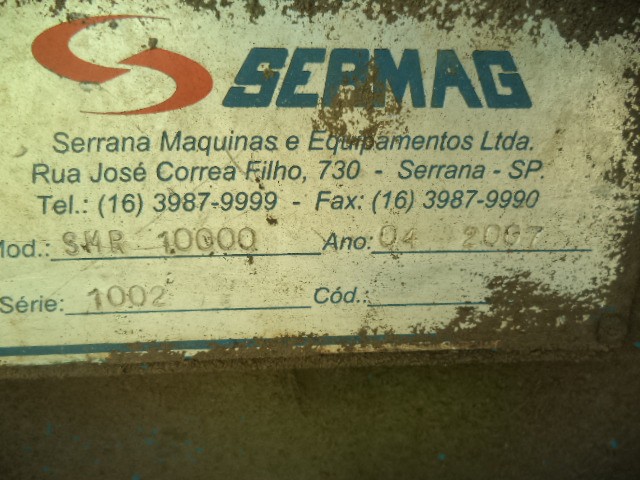 SERMAG
Serrana Maquinas e Equipamentos Ltda.
Rua José Correa Filho, 730 - Serrana - SP.
Tel.: (16) 3987-9999 - Fax: (16) 3987-9990
Mod.: SMR 10000 Ano: 04 2007
Série: 1002 Cód.: